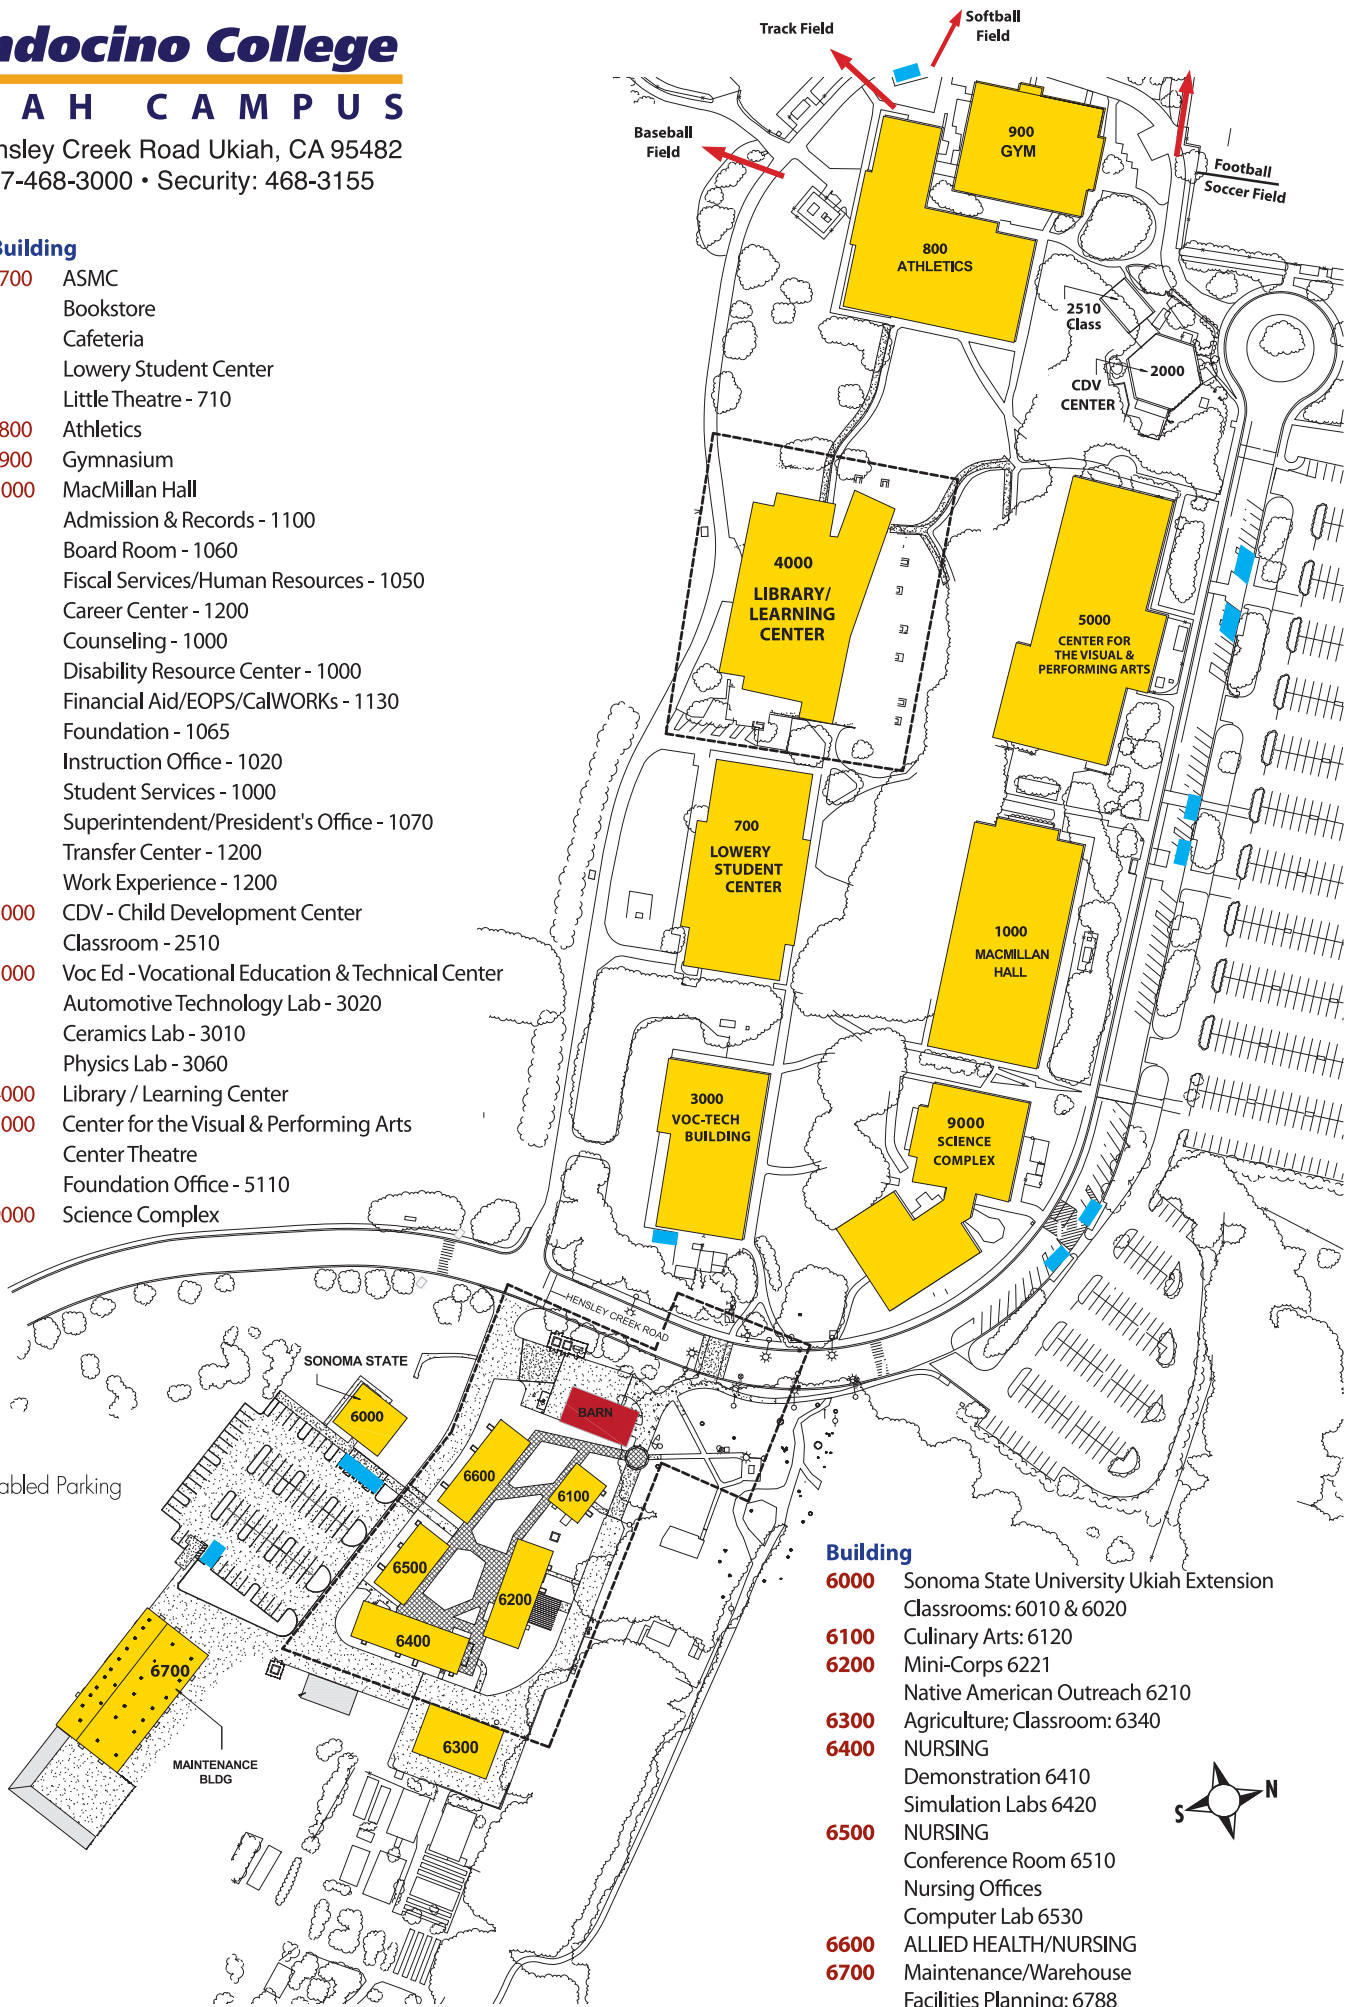 ndocino College
AH CAMPUS
nsley Creek Road Ukiah, CA 95482
7-468-3000 • Security: 468-3155
Building
700 ASMC
Bookstore
Cafeteria
Lowery Student Center
Little Theatre - 710
800 Athletics
900 Gymnasium
000 MacMillan Hall
Admission & Records - 1100
Board Room - 1060
Fiscal Services/Human Resources - 1050
Career Center - 1200
Counseling - 1000
Disability Resource Center - 1000
Financial Aid/EOPS/CalWORKs - 1130
Foundation - 1065
Instruction Office - 1020
Student Services - 1000
Superintendent/President's Office - 1070
Transfer Center - 1200
Work Experience - 1200
000 CDV - Child Development Center
Classroom - 2510
000 Voc Ed - Vocational Education & Technical Center
Automotive Technology Lab - 3020
Ceramics Lab - 3010
Physics Lab - 3060
000 Library / Learning Center
000 Center for the Visual & Performing Arts
Center Theatre
Foundation Office - 5110
000 Science Complex
abled Parking
Track Field
Softball
Field
Baseball
Field
900
GYM
Football
Soccer Field
800
ATHLETICS
2510
Class
2000
CDV
CENTER
4000
LIBRARY/
LEARNING
CENTER
5000
CENTER FOR
THE VISUAL &
PERFORMING ARTS
700
LOWERY
STUDENT
CENTER
1000
MACMILLAN
HALL
3000
VOC-TECH
BUILDING
9000
SCIENCE
COMPLEX
HENSLEY CREEK ROAD
SONOMA STATE
6000
BARN
6600
6100
6500
6200
6400
6700
6300
MAINTENANCE
BLDG
Building
6000 Sonoma State University Ukiah Extension
Classrooms: 6010 & 6020
6100 Culinary Arts: 6120
6200 Mini-Corps 6221
Native American Outreach 6210
6300 Agriculture; Classroom: 6340
6400 NURSING
Demonstration 6410
Simulation Labs 6420
6500 NURSING
Conference Room 6510
Nursing Offices
Computer Lab 6530
6600 ALLIED HEALTH/NURSING
6700 Maintenance/Warehouse
Facilities Planning: 6788
S N